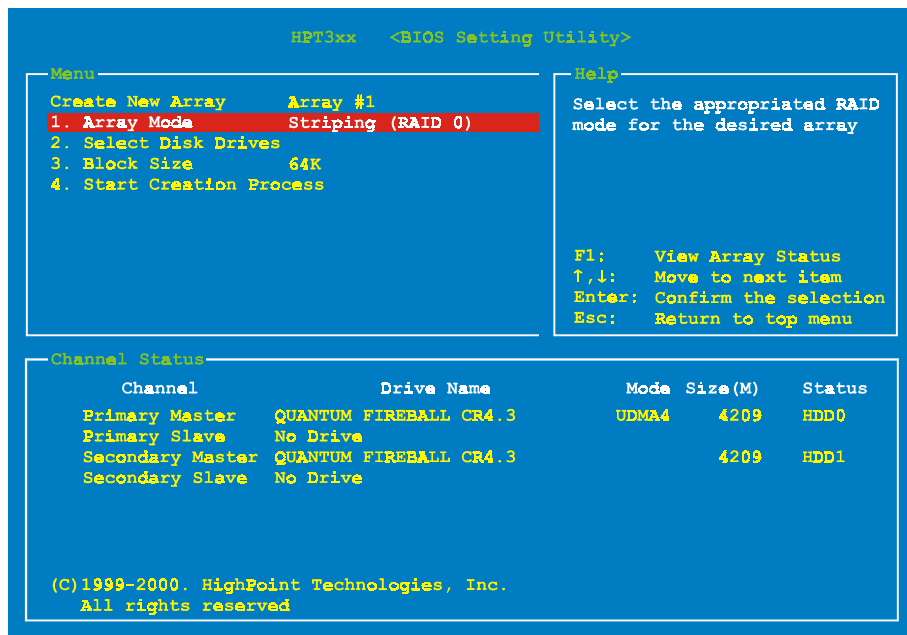 HPT3xx <BIOS Setting Utility>
Menu
Create New Array Array #1
1. Array Mode Striping (RAID 0)
2. Select Disk Drives
3. Block Size 64K
4. Start Creation Process
Help
Select the appropriated RAID
mode for the desired array
F1: View Array Status
↑,↓: Move to next item
Enter: Confirm the selection
Esc: Return to top menu
Channel Status
Channel Drive Name Mode Size(M) Status
Primary Master QUANTUM FIREBALL CR4.3 UDMA4 4209 HDD0
Primary Slave No Drive
Secondary Master QUANTUM FIREBALL CR4.3 4209 HDD1
Secondary Slave No Drive
(C)1999-2000. HighPoint Technologies, Inc.
All rights reserved